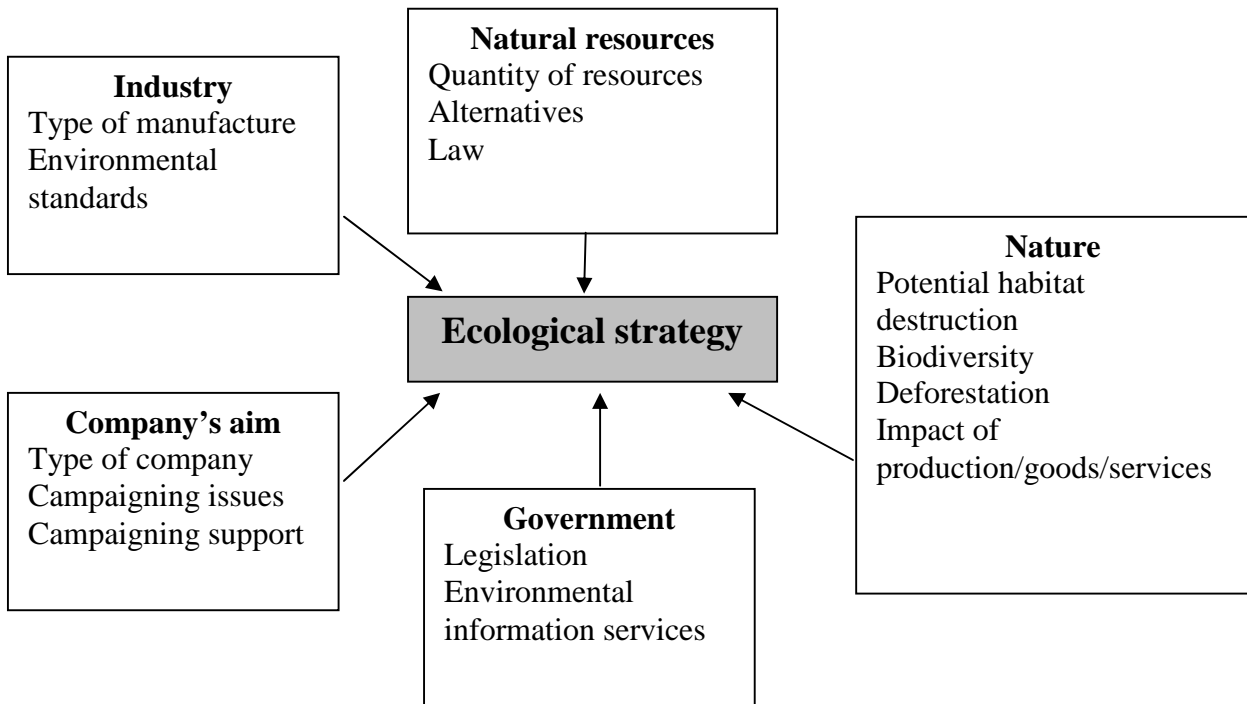 Natural resources
Quantity of resources
Alternatives
Law
Industry
Type of manufacture
Environmental
standards
Nature
Potential habitat
destruction
Biodiversity
Deforestation
Impact of
production/goods/services
Ecological strategy
Company’s aim
Type of company
Campaigning issues
Campaigning support
Government
Legislation
Environmental
information services